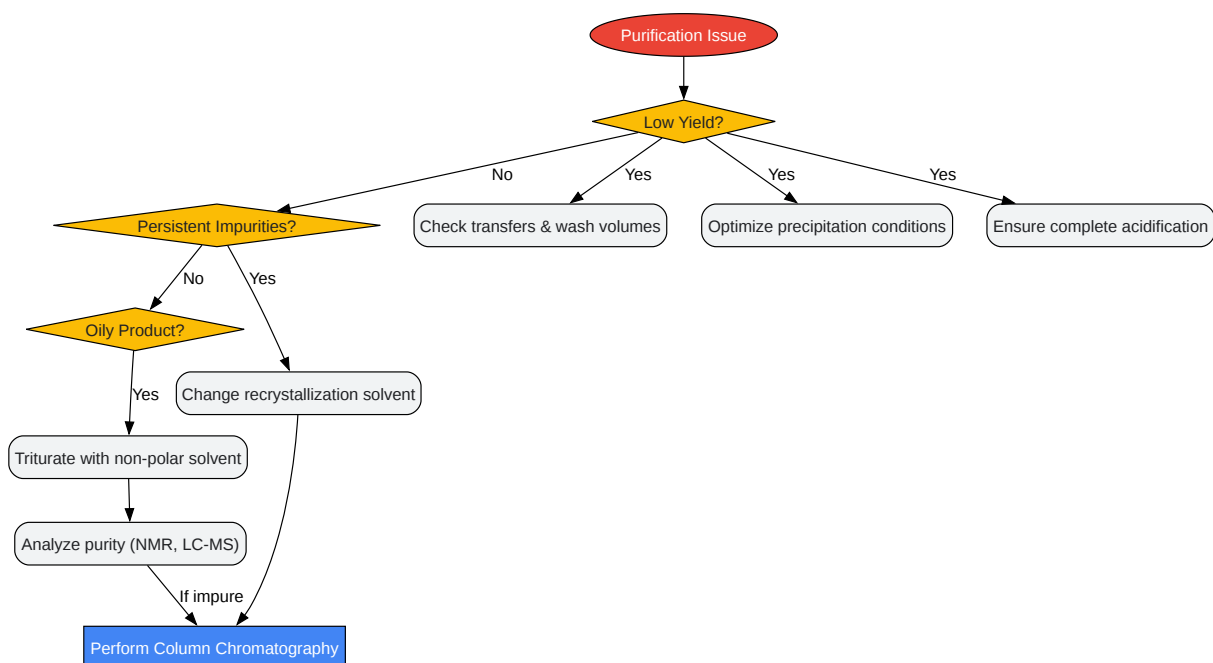 Purification Issue
Low Yield?
No
Yes
Yes
Yes
Persistent Impurities?
Check transfers & wash volumes
Optimize precipitation conditions
Ensure complete acidification
No
Yes
Oily Product?
Yes
Change recrystallization solvent
Triturate with non-polar solvent
Analyze purity (NMR, LC-MS)
If impure
Perform Column Chromatography